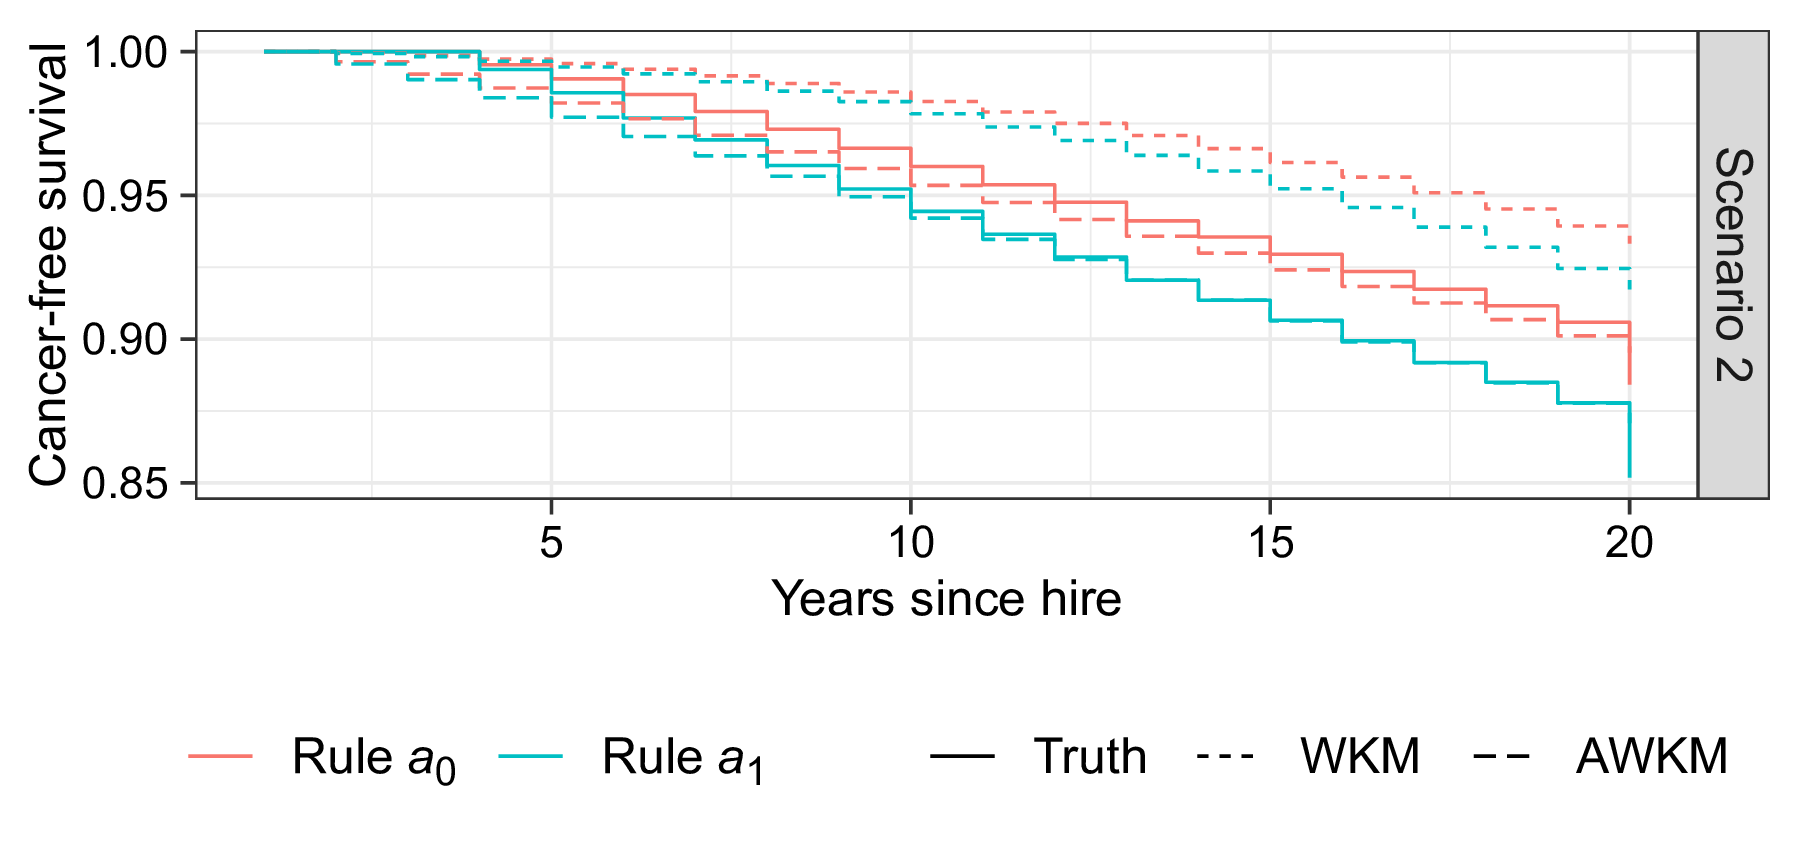 Cancer-free survival
1.00
0.95
0.90
0.85
5 10 15 20
Years since hire
Scenario 2
Rule a0 Rule a1 Truth WKM AWKM